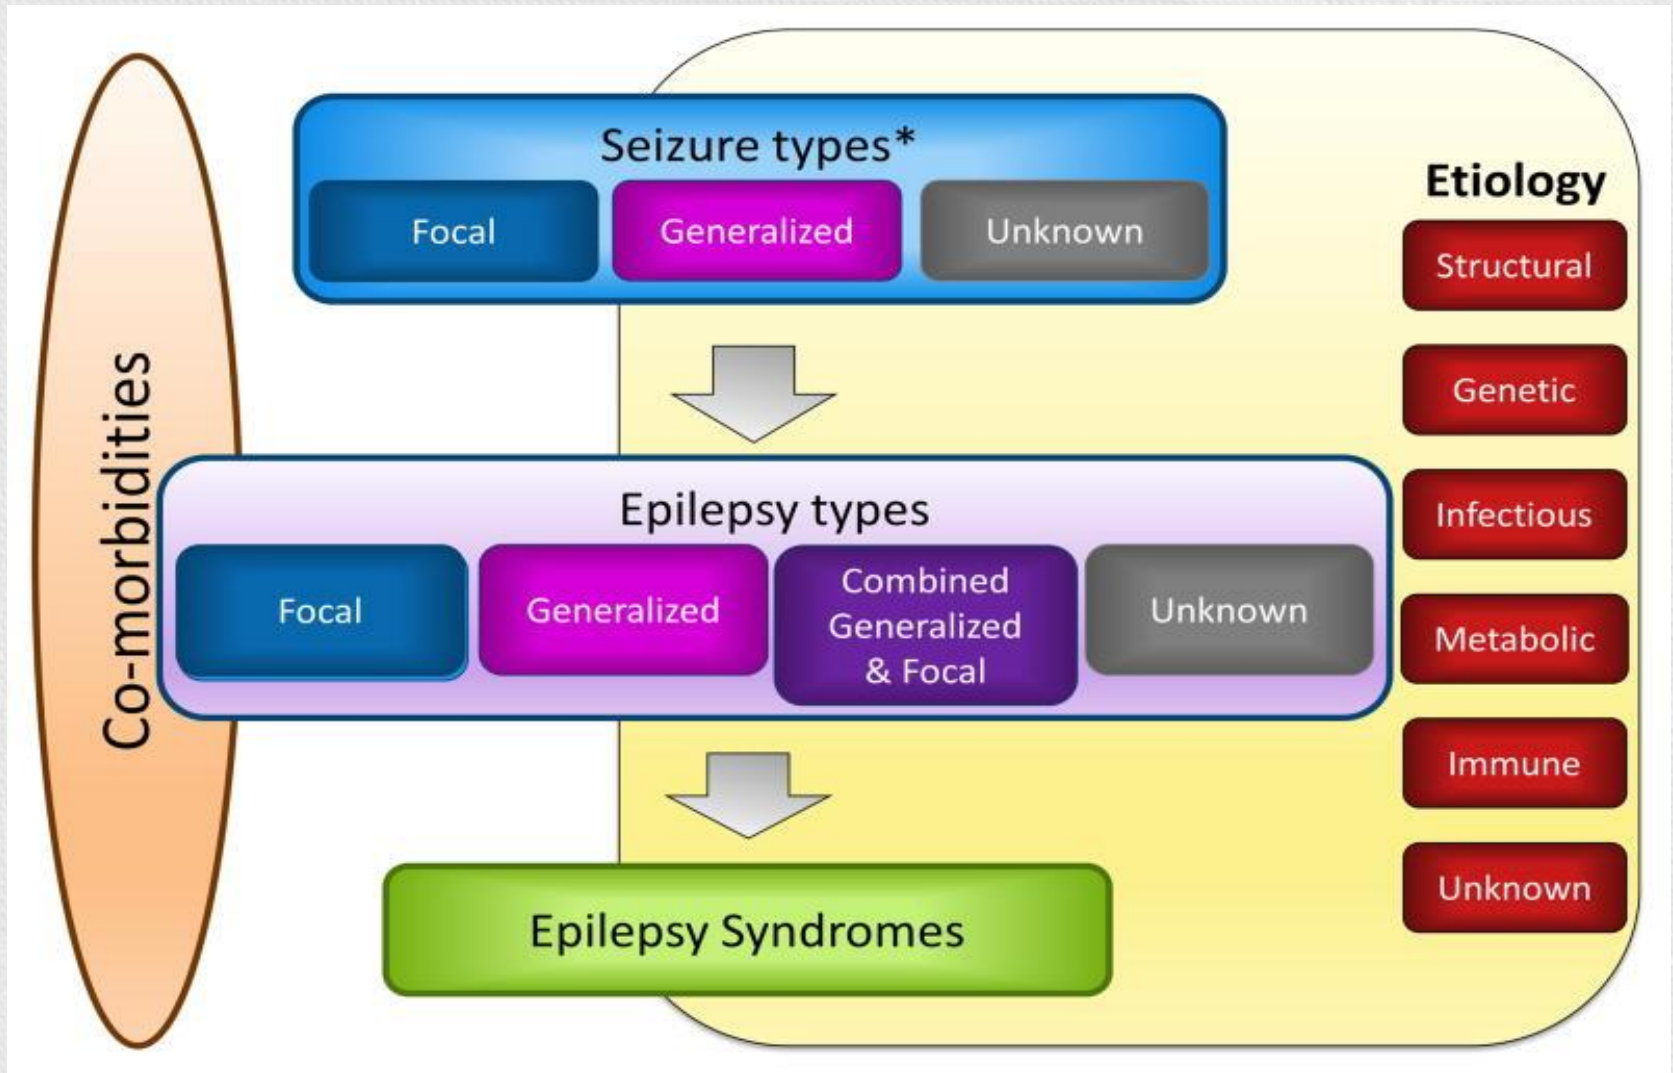 Co-morbidities
Seizure types*
Focal
Generalized
Unknown
Epilepsy types
Focal
Generalized
Combined
Generalized
& Focal
Unknown
Epilepsy Syndromes
Etiology
Structural
Genetic
Infectious
Metabolic
Immune
Unknown